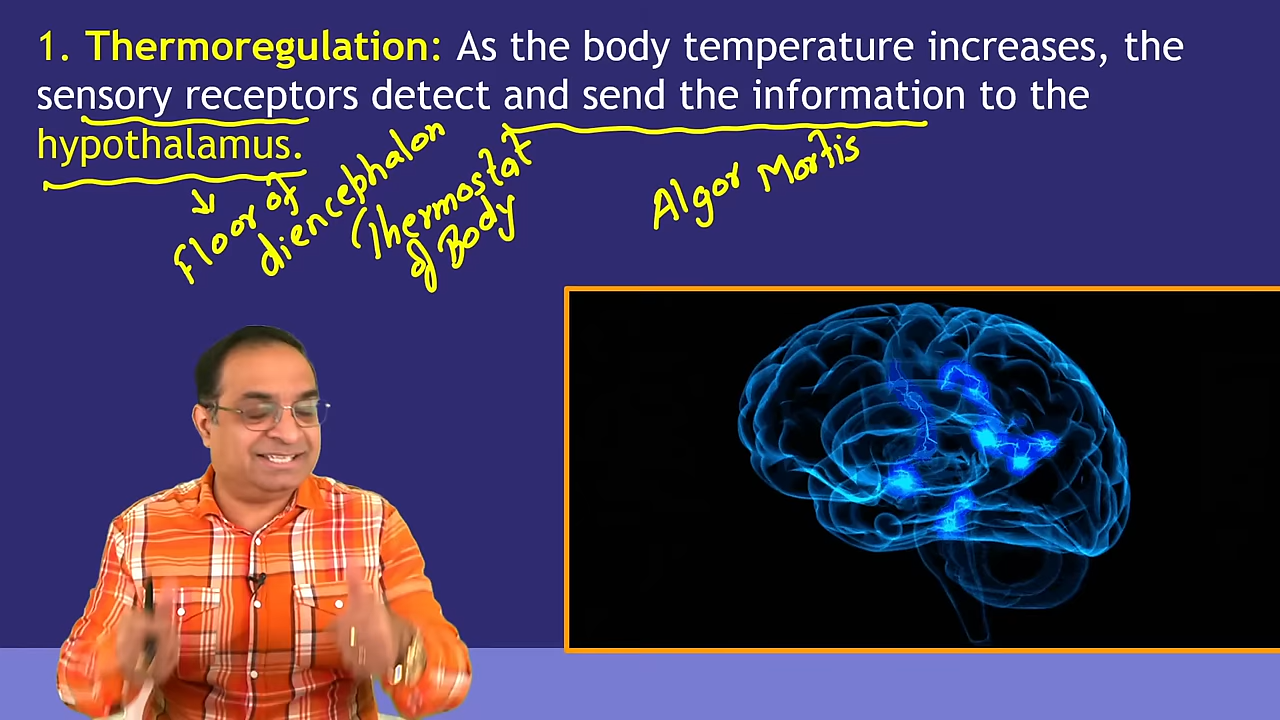 1. Thermoregulation: As the body temperature increases, the
sensory receptors detect and send the information to the
hypothalamus.
↓
Floor of
diencephalon
(Thermostat
of Body
Algor Mortis